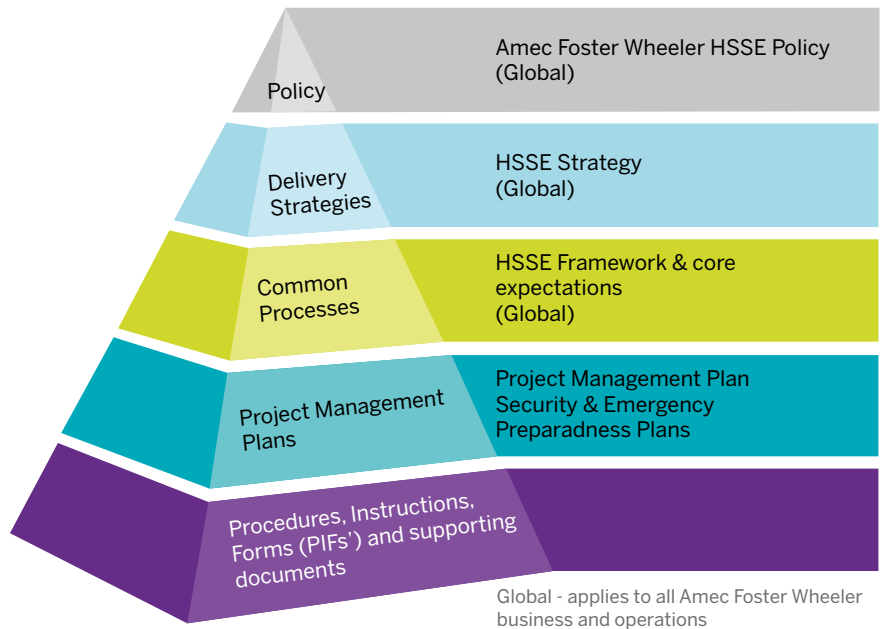 Policy
Amec Foster Wheeler HSSE Policy
(Global)
Delivery
Strategies
HSSE Strategy
(Global)
Common
Processes
HSSE Framework & core
expectations
(Global)
Project Management
Plans
Project Management Plan
Security & Emergency
Preparadness Plans
Procedures, Instructions,
Forms (PIFs’) and supporting
documents
Global - applies to all Amec Foster Wheeler
business and operations